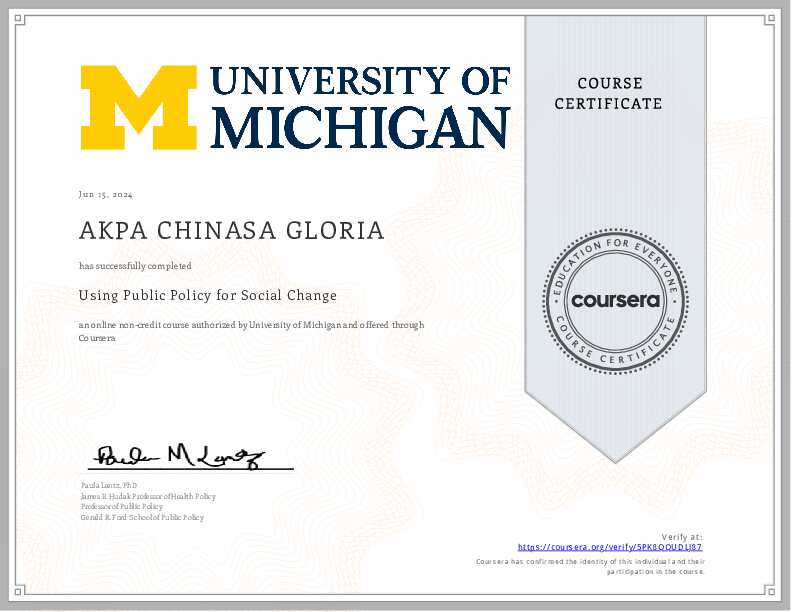 UNIVERSITY OF
MICHIGAN
COURSE
CERTIFICATE
Jun 15, 2024
AKPA CHINASA GLORIA
has successfully completed
Using Public Policy for Social Change
an online non-credit course authorized by University of Michigan and offered through
Coursera
EDUCATION FOR EVERYONE
coursera
COURSE CERTIFICATE
Paula Lantz, PhD
James B. Hudak Professor of Health Policy
Professor of Public Policy
Gerald R. Ford School of Public Policy
Verify at:
https://coursera.org/verify/5PK8QQUDLJ87
Coursera has confirmed the identity of this individual and their
participation in the course.